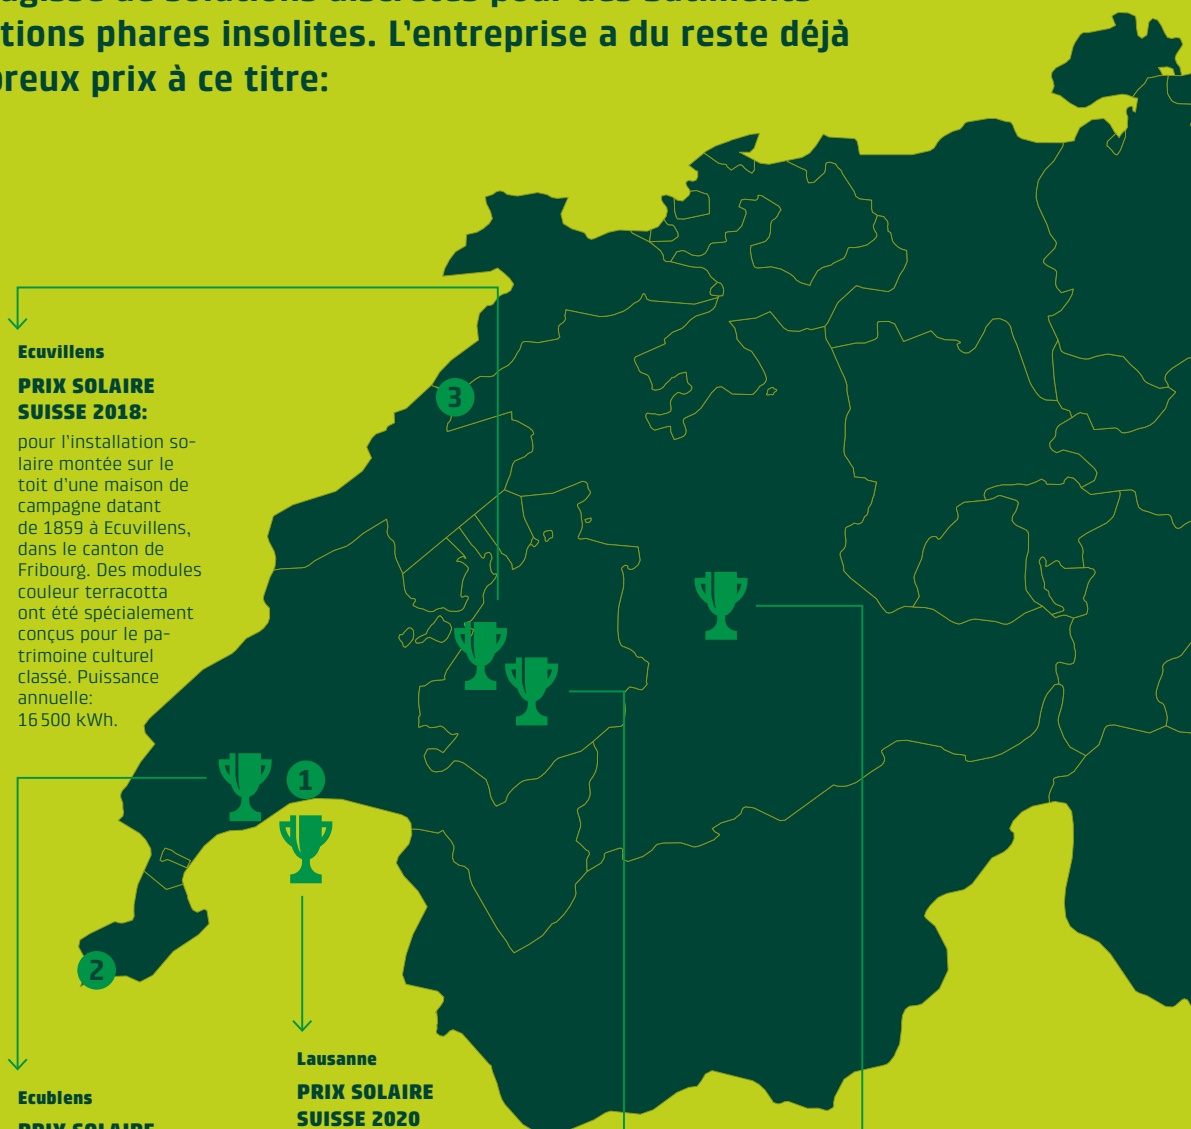 tions phares insolites. L'entreprise a du reste déjà
breux prix à ce titre:
Ecuvillens
PRIX SOLAIRE
SUISSE 2018:
pour l'installation so-
laire montée sur le
toit d'une maison de
campagne datant
de 1859 à Ecuvillens,
dans le canton de
Fribourg. Des modules
couleur terracotta
ont été spécialement
conçus pour le pa-
trimoine culturel
classé. Puissance
annuelle:
16 500 kWh.
3
1
2
Lausanne
PRIX SOLAIRE
SUISSE 2020
Ecublens
PRIX SOLAIRE